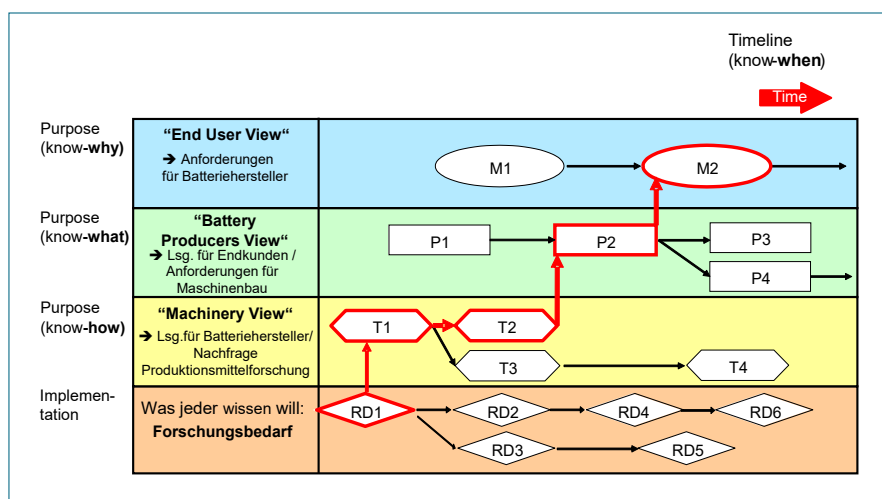 Timeline
(know-when)
Time
Purpose
(know-why)
“End User View“
➔ Anforderungen
für Batteriehersteller
M1
M2
Purpose
(know-what)
“Battery
Producers View“
➔ Lsg. für Endkunden /
Anforderungen für
Maschinenbau
P1
P2
P3
P4
Purpose
(know-how)
“Machinery View“
➔ Lsg.für Batteriehersteller/
Nachfrage
Produktionsmittelforschung
T1
T2
T3
T4
Implemen-
tation
Was jeder wissen will:
Forschungsbedarf
RD1
RD2
RD4
RD6
RD3
RD5